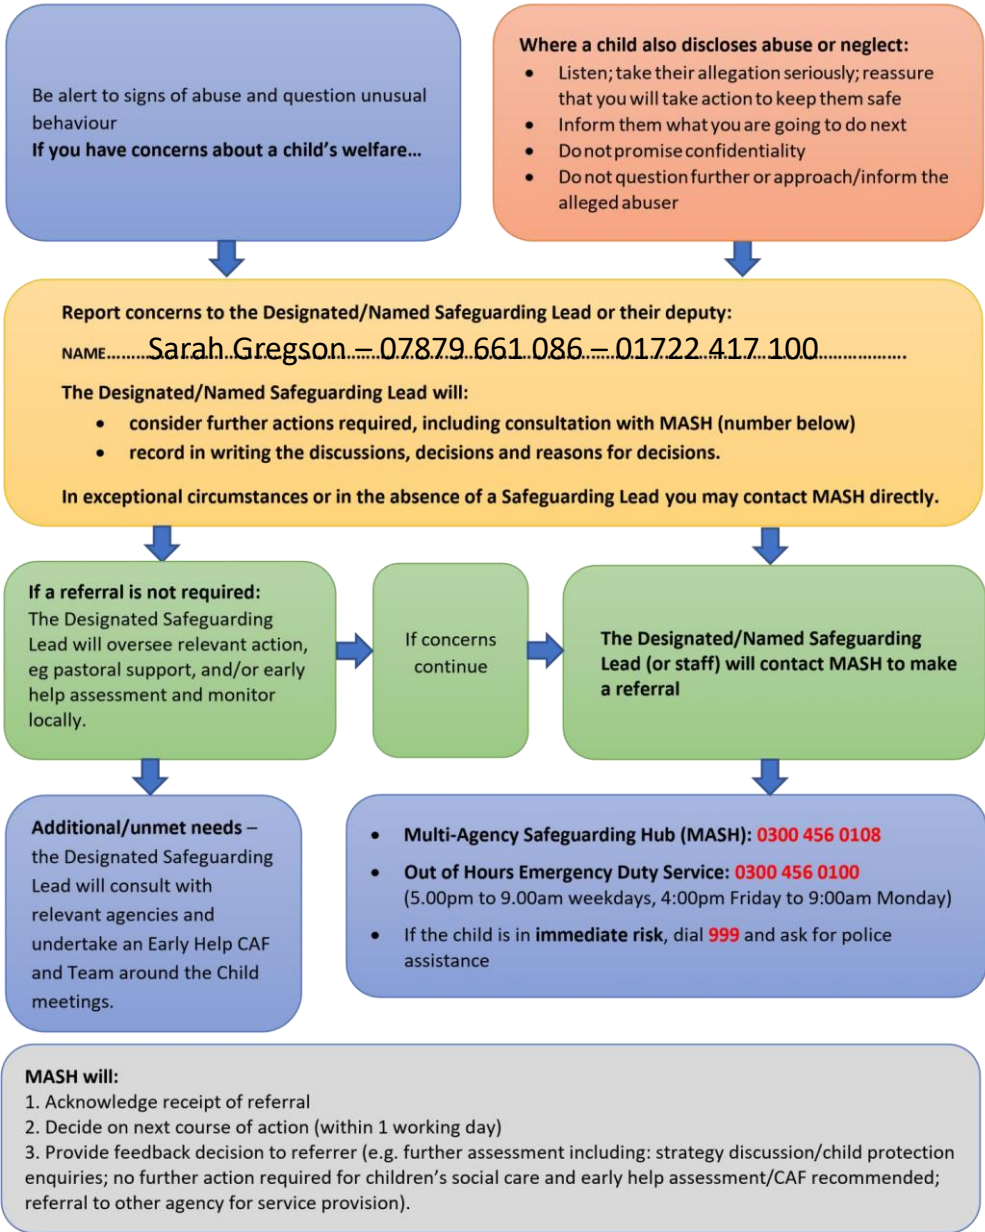 Be alert to signs of abuse and question unusual
behaviour
If you have concerns about a child's welfare…
Where a child also discloses abuse or neglect:
• Listen; take their allegation seriously; reassure
that you will take action to keep them safe
• Inform them what you are going to do next
• Do not promise confidentiality
• Do not question further or approach/inform the
alleged abuser
Report concerns to the Designated/Named Safeguarding Lead or their deputy:
NAME......... Sarah Gregson – 07879 661 086 – 01722 417 100....................
The Designated/Named Safeguarding Lead will:
• consider further actions required, including consultation with MASH (number below)
• record in writing the discussions, decisions and reasons for decisions.
In exceptional circumstances or in the absence of a Safeguarding Lead you may contact MASH directly.
If a referral is not required:
The Designated Safeguarding
Lead will oversee relevant action,
eg pastoral support, and/or early
help assessment and monitor
locally.
If concerns
continue
The Designated/Named Safeguarding
Lead (or staff) will contact MASH to make
a referral
Additional/unmet needs –
the Designated Safeguarding
Lead will consult with
relevant agencies and
undertake an Early Help CAF
and Team around the Child
meetings.
• Multi-Agency Safeguarding Hub (MASH): 0300 456 0108
• Out of Hours Emergency Duty Service: 0300 456 0100
(5.00pm to 9.00am weekdays, 4:00pm Friday to 9:00am Monday)
• If the child is in immediate risk, dial 999 and ask for police
assistance
MASH will:
1. Acknowledge receipt of referral
2. Decide on next course of action (within 1 working day)
3. Provide feedback decision to referrer (e.g. further assessment including: strategy discussion/child protection
enquiries; no further action required for children's social care and early help assessment/CAF recommended;
referral to other agency for service provision).